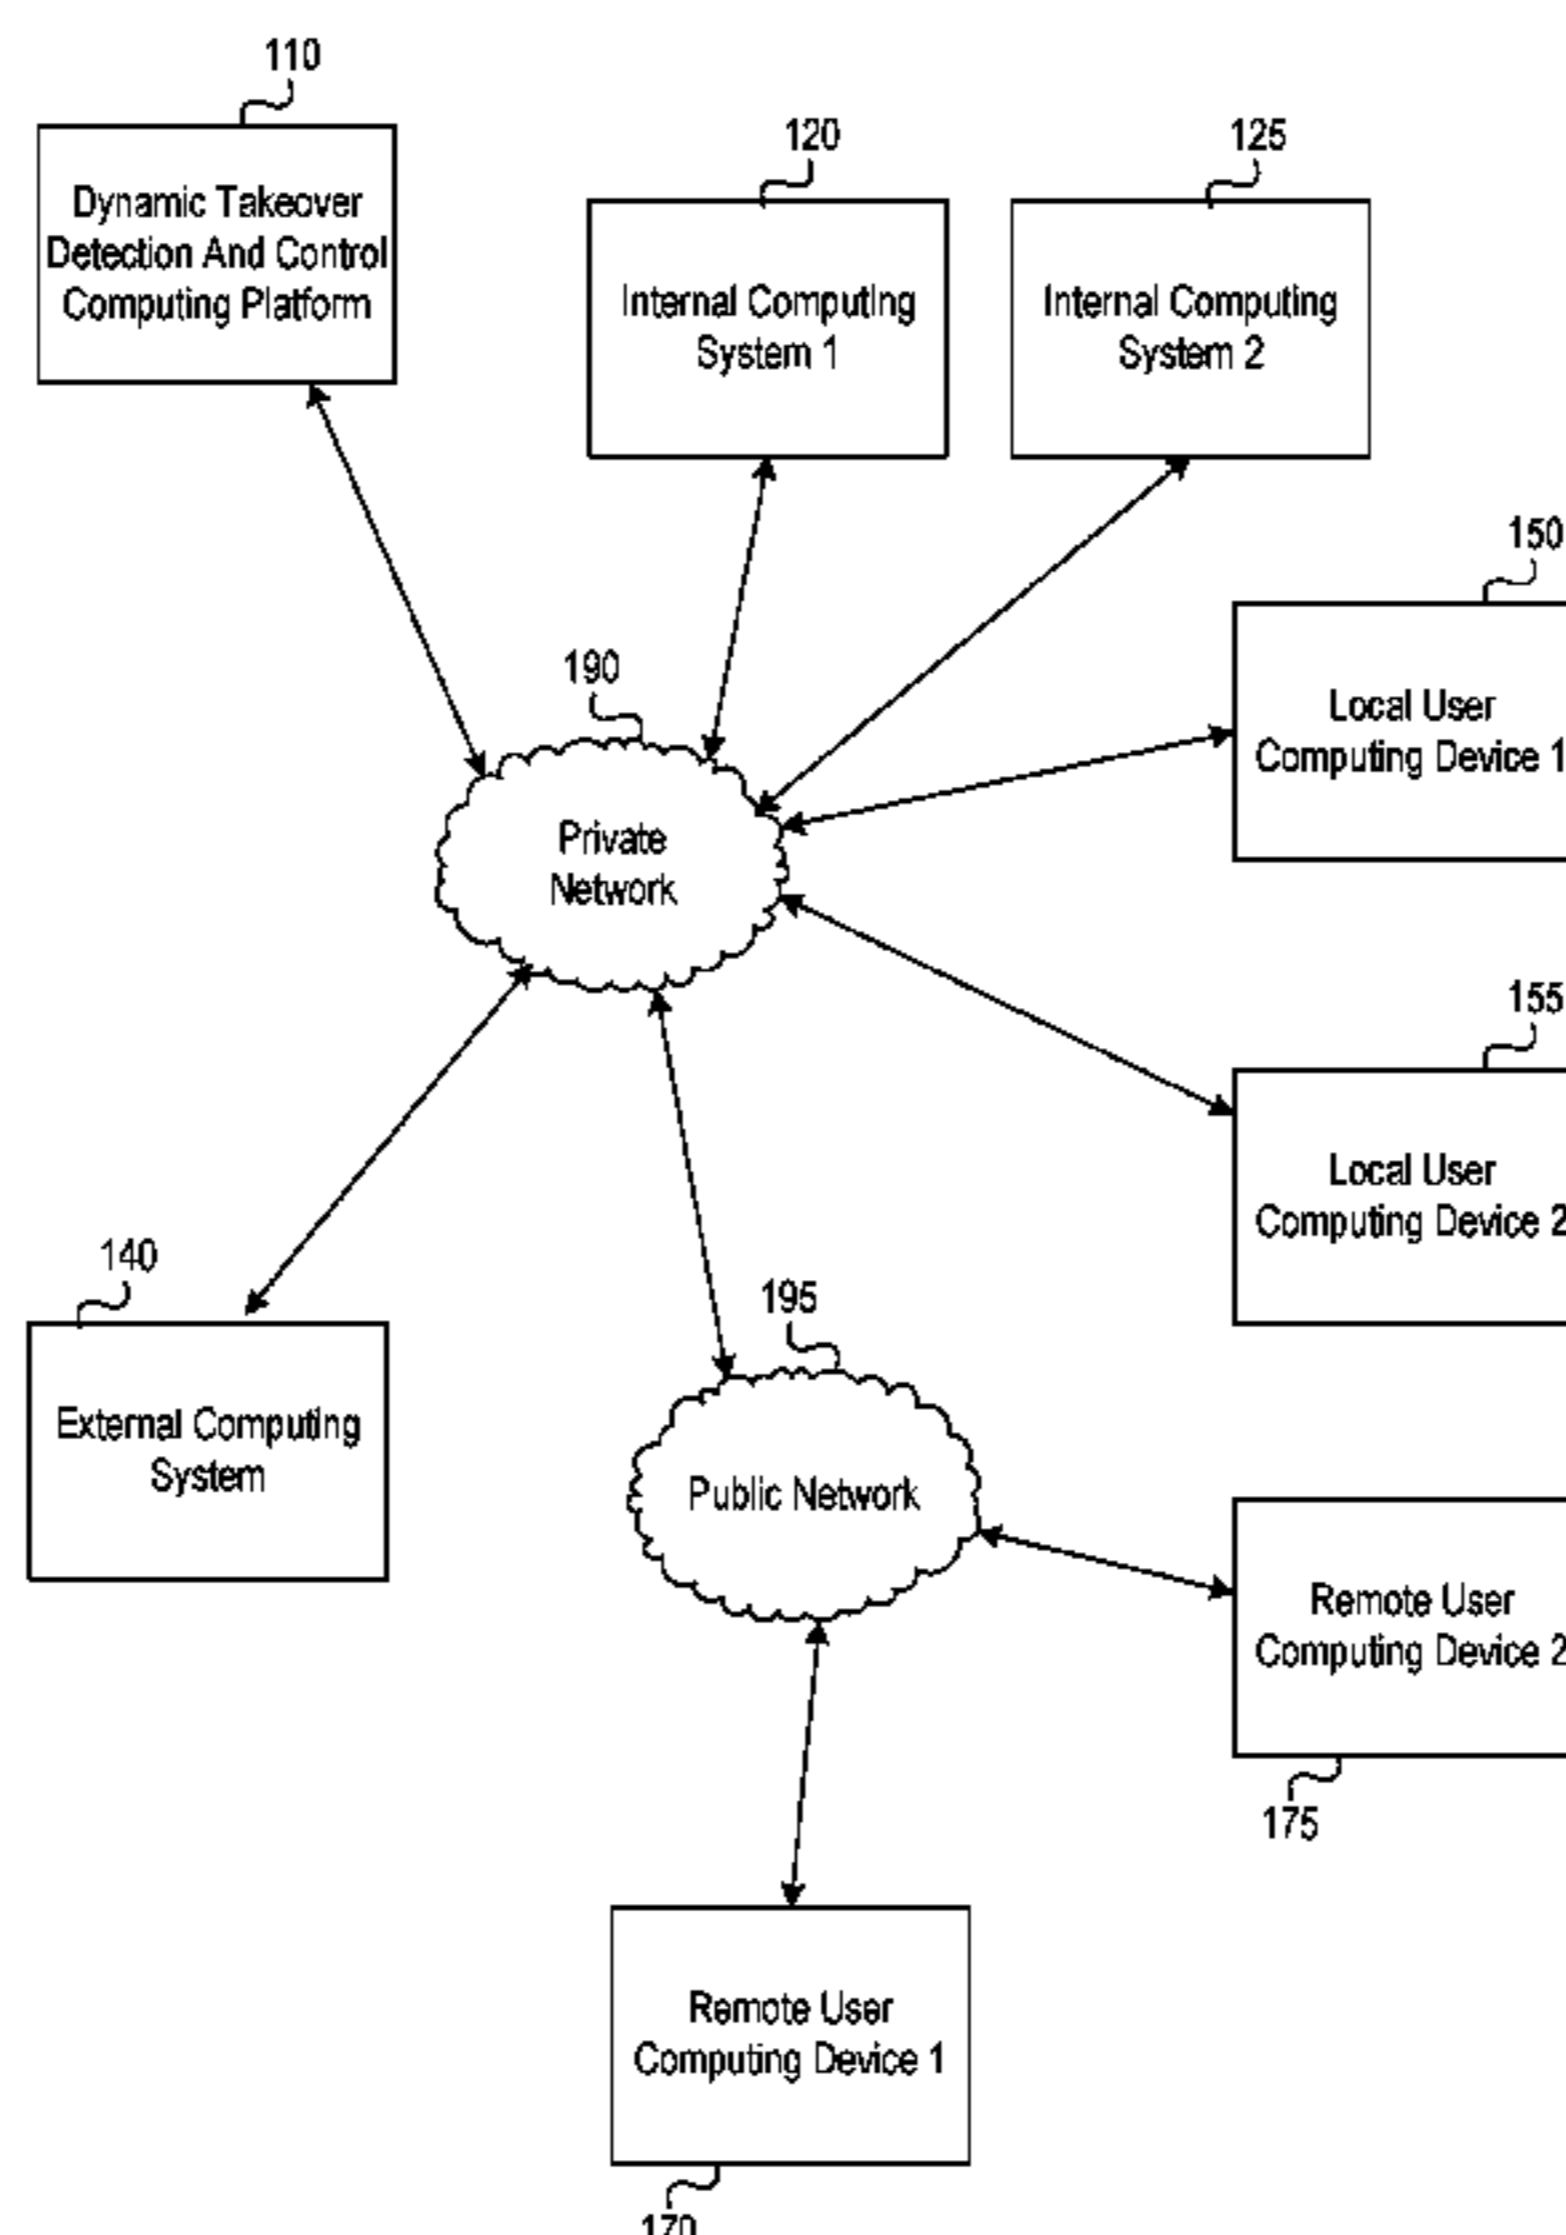 110
Dynamic Takeover
Detection And Control
Computing Platform
120
Internal Computing
System 1
125
Internal Computing
System 2
150
Local User
Computing Device 1
190
Private
Network
155
Local User
Computing Device 2
140
External Computing
System
195
Public Network
Remote User
Computing Device 2
175
Remote User
Computing Device 1
170